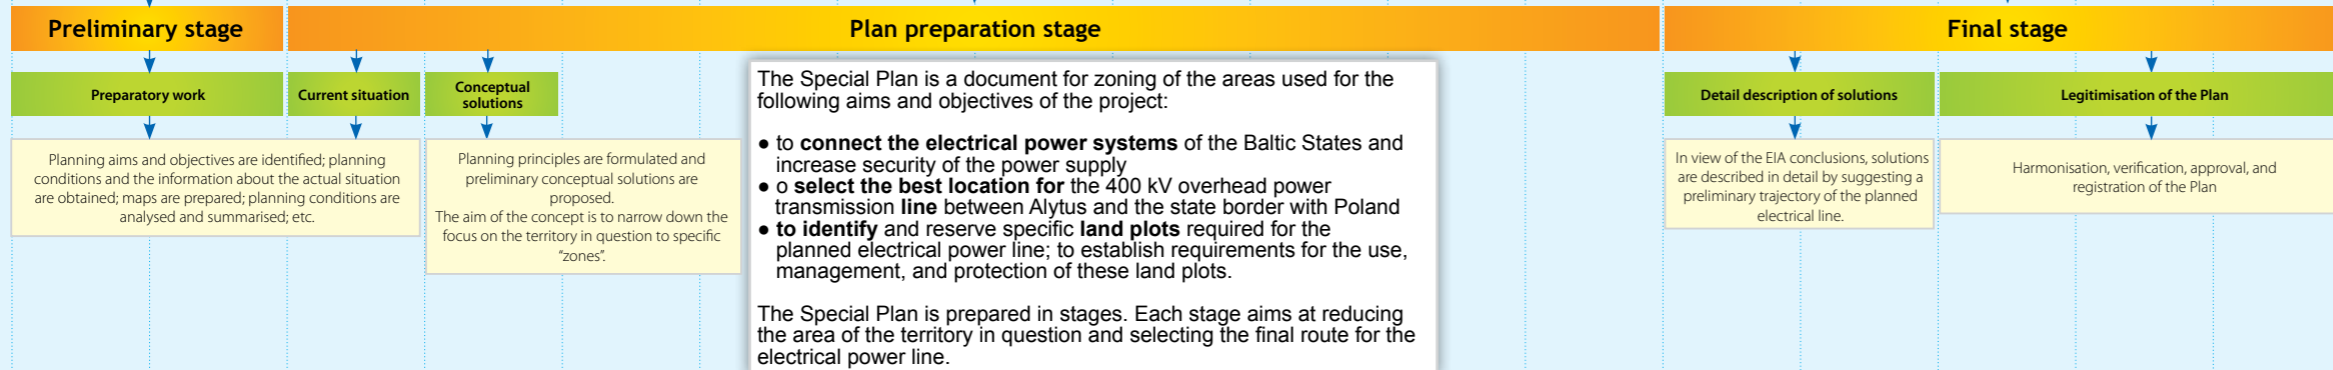 Preliminary stage
Plan preparation stage
Final stage
Preparatory work
Current situation
Conceptual
solutions
Detail description of solutions
Legitimisation of the Plan
Planning aims and objectives are identified; planning
conditions and the information about the actual situation
are obtained; maps are prepared; planning conditions are
analysed and summarised; etc.
Planning principles are formulated and
preliminary conceptual solutions are
proposed.
The aim of the concept is to narrow down the
focus on the territory in question to specific
“zones”.
The Special Plan is a document for zoning of the areas used for the
following aims and objectives of the project:
● to connect the electrical power systems of the Baltic States and
increase security of the power supply
● o select the best location for the 400 kV overhead power
transmission line between Alytus and the state border with Poland
● to identify and reserve specific land plots required for the
planned electrical power line; to establish requirements for the use,
management, and protection of these land plots.
The Special Plan is prepared in stages. Each stage aims at reducing
the area of the territory in question and selecting the final route for the
electrical power line.
In view of the EIA conclusions, solutions
are described in detail by suggesting a
preliminary trajectory of the planned
electrical line.
Harmonisation, verification, approval, and
registration of the Plan